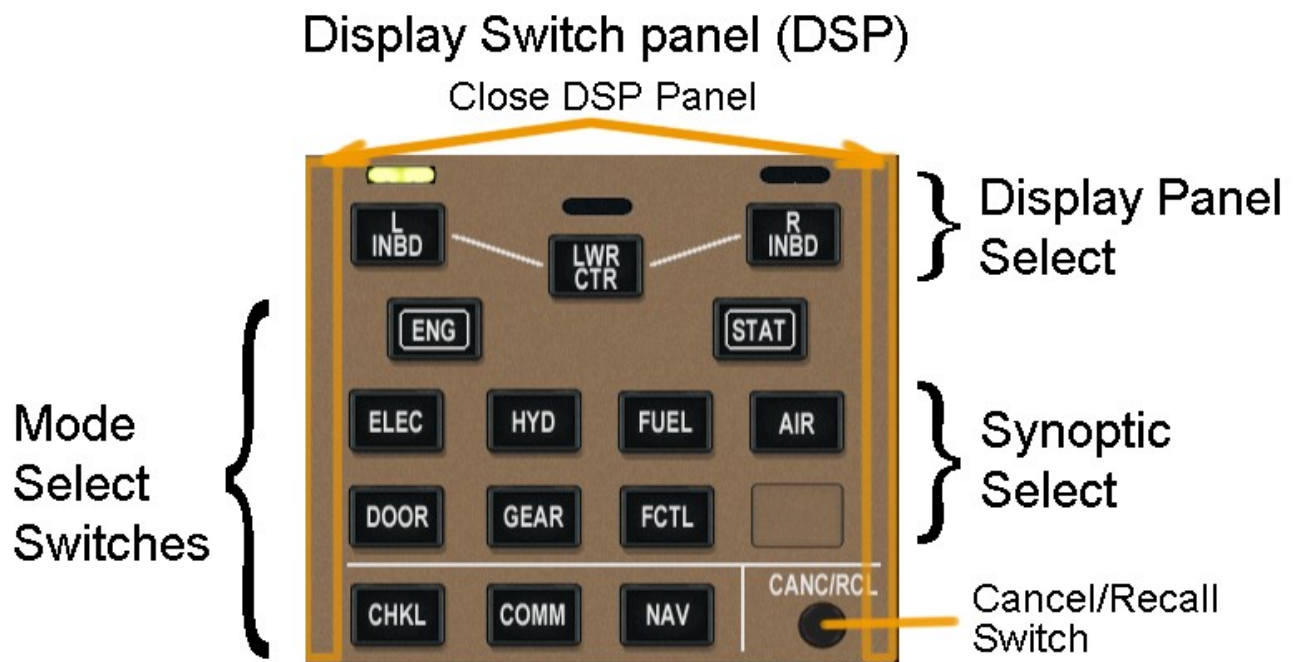 Display Switch panel (DSP)
Close DSP Panel
L
INBD
LWR
CTR
R
INBD
Display Panel
Select
ENG
STAT
Mode
Select
Switches
ELEC
HYD
FUEL
AIR
DOOR
GEAR
FCTL
Synoptic
Select
CHKL
COMM
NAV
CANC/RCL
Cancel/Recall
Switch